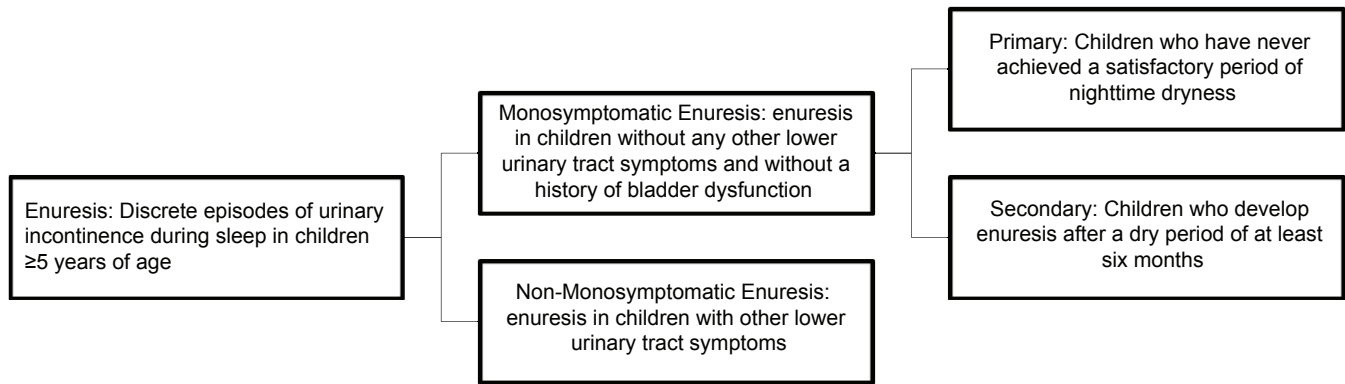 Enuresis: Discrete episodes of urinary
incontinence during sleep in children
≥5 years of age
Monosymptomatic Enuresis: enuresis
in children without any other lower
urinary tract symptoms and without a
history of bladder dysfunction
Non-Monosymptomatic Enuresis:
enuresis in children with other lower
urinary tract symptoms
Primary: Children who have never
achieved a satisfactory period of
nighttime dryness
Secondary: Children who develop
enuresis after a dry period of at least
six months